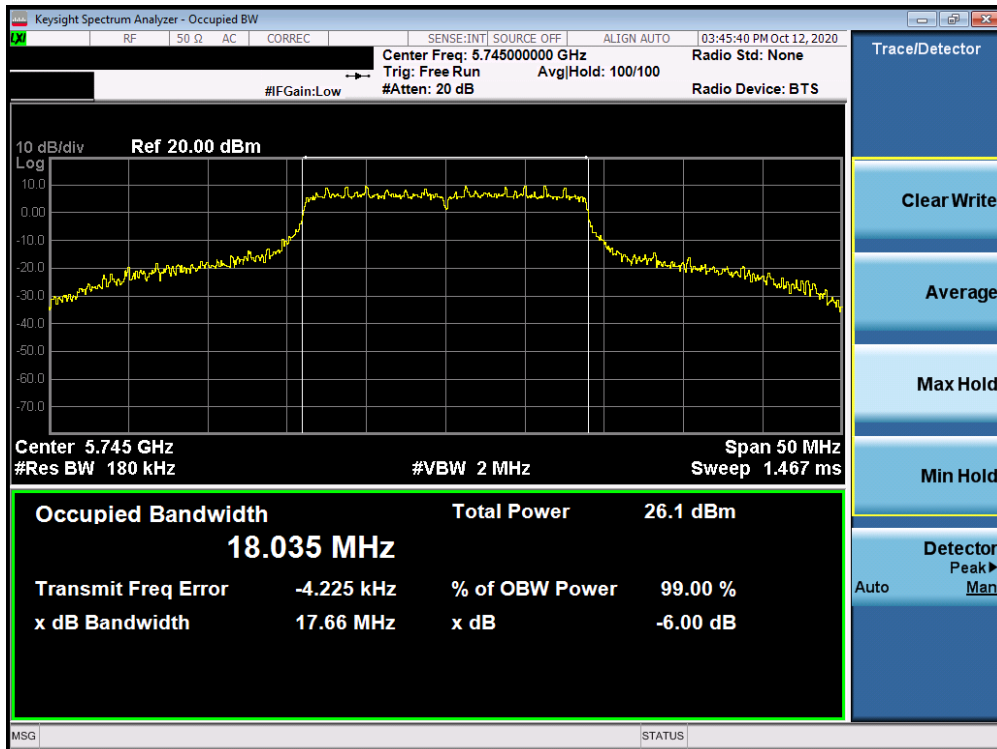 Keysight Spectrum Analyzer - Occupied BW
LXI RF 50 Ω AC CORREC SENSE:INT SOURCE OFF ALIGN AUTO 03:45:40 PM Oct 12, 2020
Center Freq: 5.745000000 GHz Radio Std: None
Trig: Free Run Avg|Hold: 100/100
#IFGain:Low #Atten: 20 dB Radio Device: BTS
10 dB/div Ref 20.00 dBm
Log
10.0
0.00
-10.0
-20.0
-30.0
-40.0
-50.0
-60.0
-70.0
Center 5.745 GHz Span 50 MHz
#Res BW 180 kHz #VBW 2 MHz Sweep 1.467 ms
Occupied Bandwidth Total Power 26.1 dBm
18.035 MHz
Transmit Freq Error -4.225 kHz % of OBW Power 99.00 %
x dB Bandwidth 17.66 MHz x dB -6.00 dB
MSG STATUS
Trace/Detector
Clear Write
Average
Max Hold
Min Hold
Detector
Peak▶
Auto Man